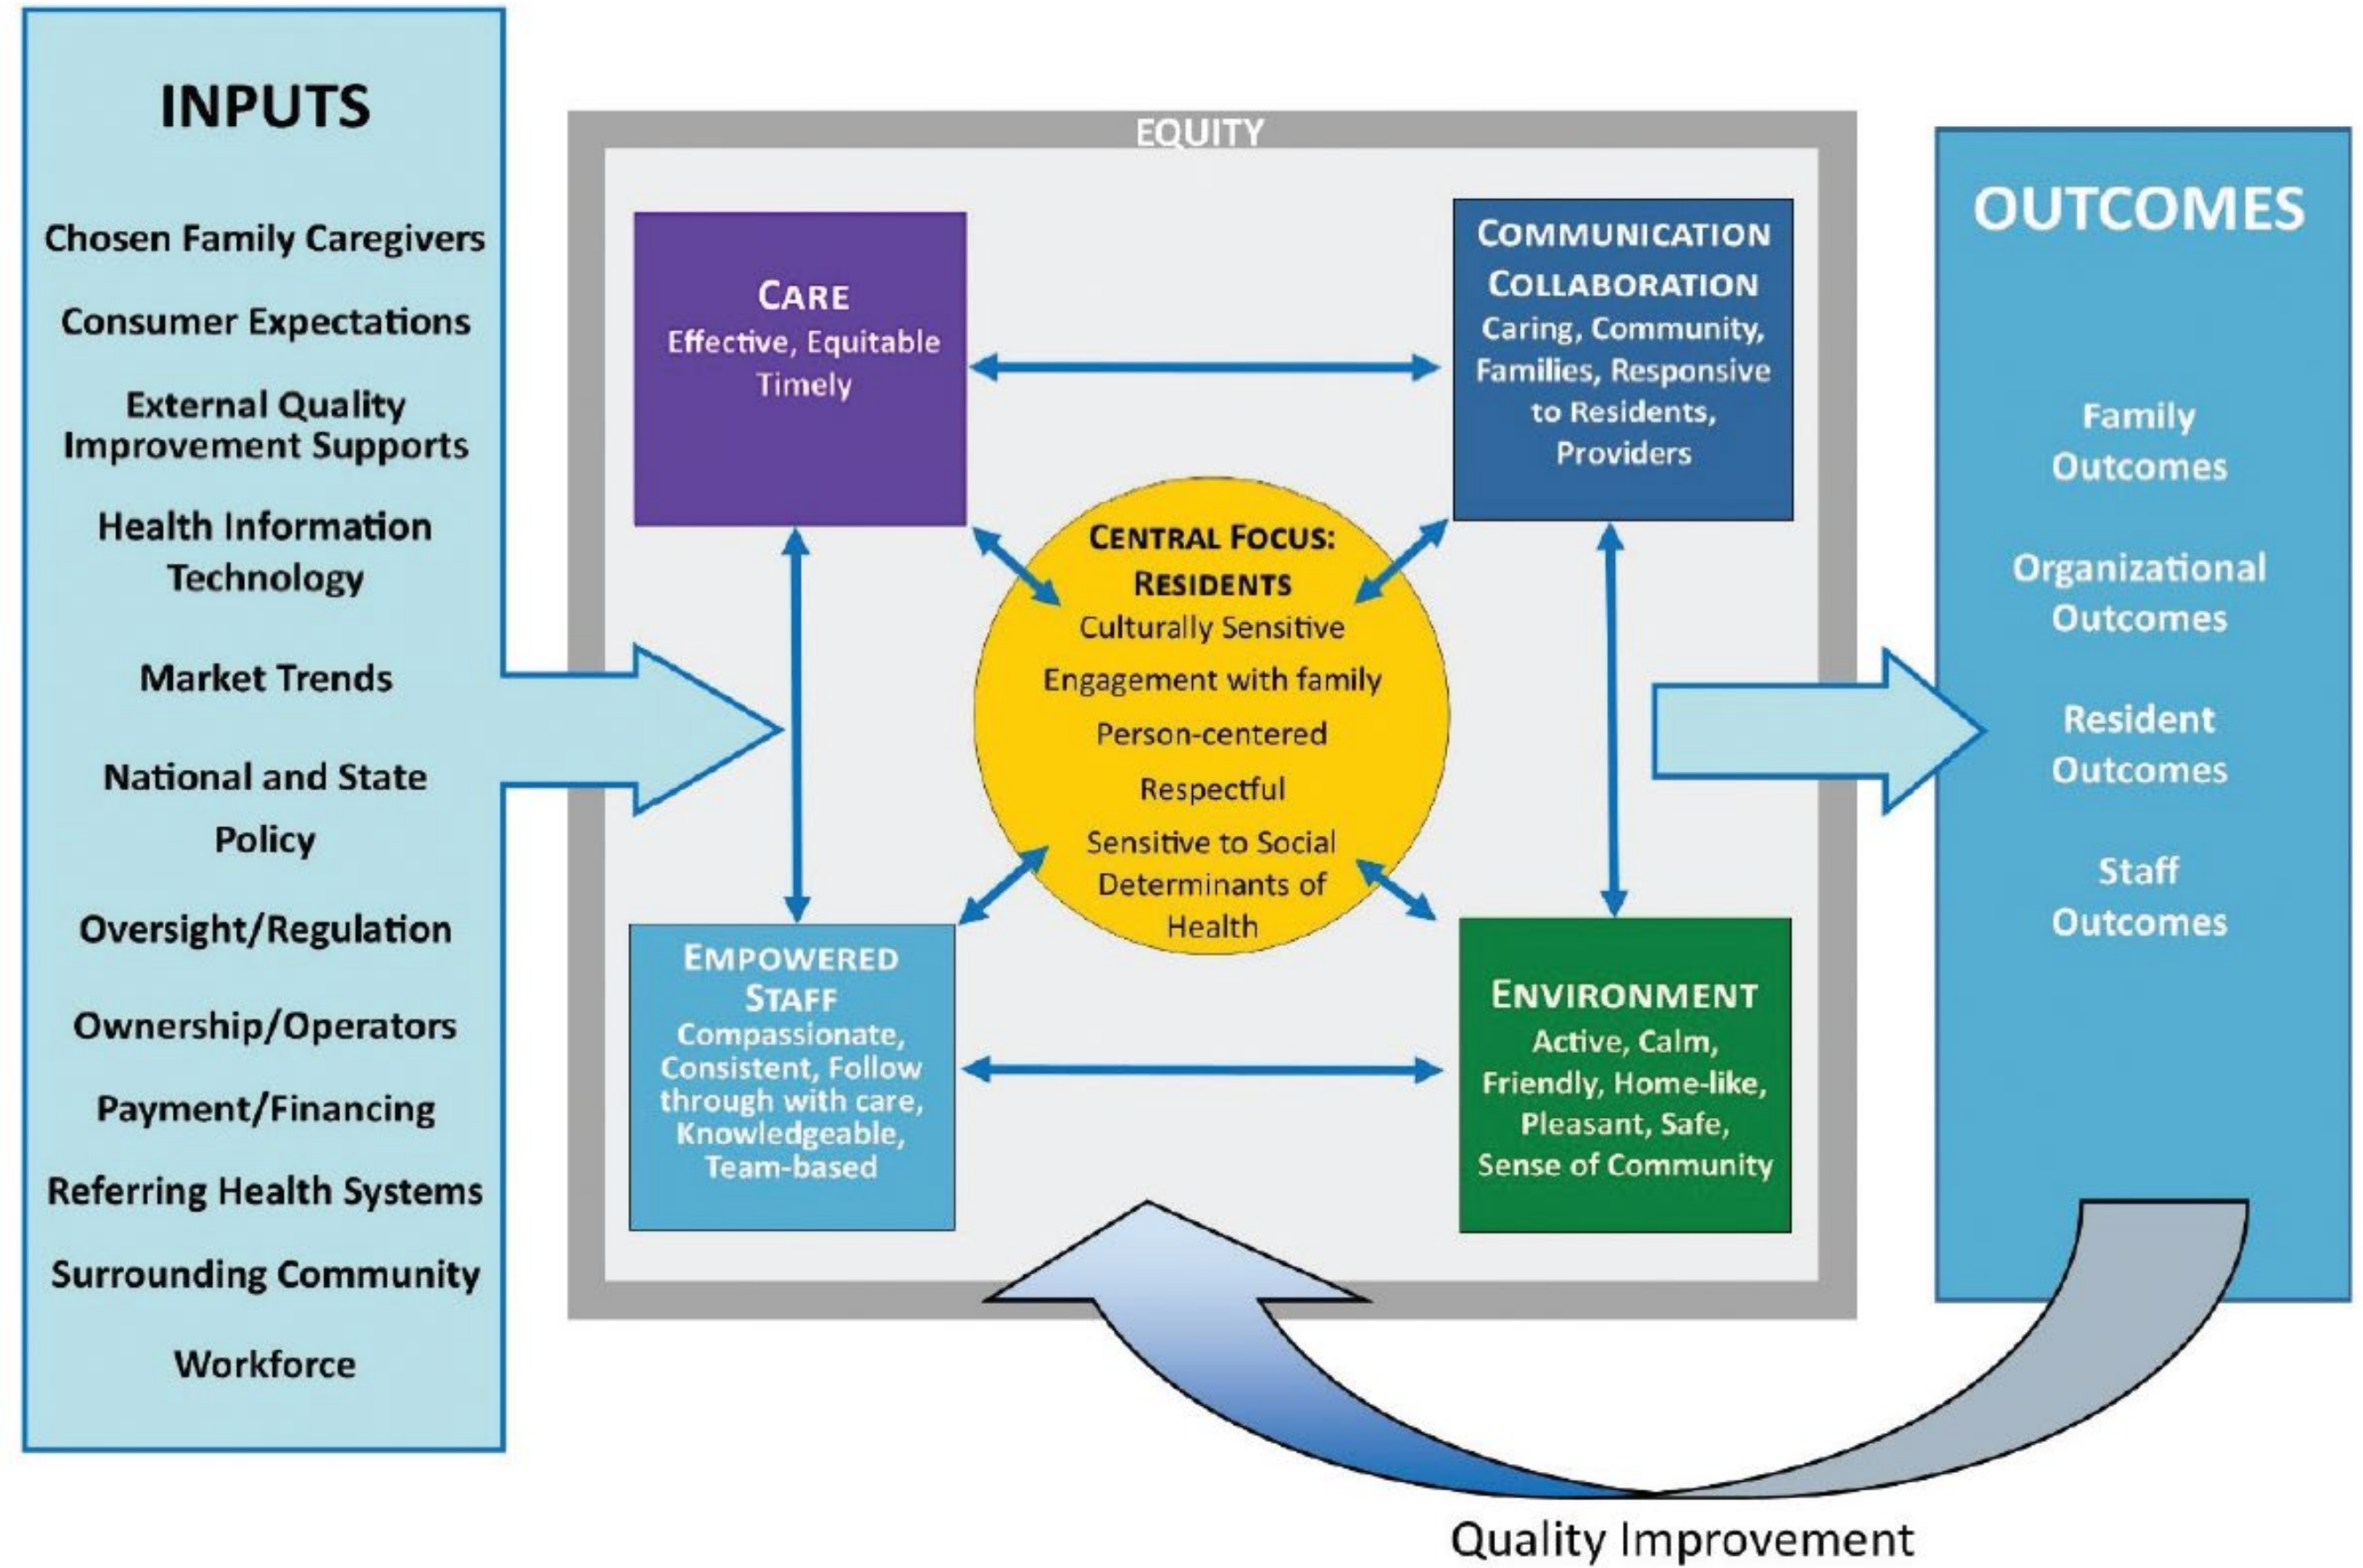 INPUTS
Chosen Family Caregivers
Consumer Expectations
External Quality
Improvement Supports
Health Information
Technology
Market Trends
National and State
Policy
Oversight/Regulation
Ownership/Operators
Payment/Financing
Referring Health Systems
Surrounding Community
Workforce
EQUITY
CARE
Effective, Equitable
Timely
COMMUNICATION
COLLABORATION
Caring, Community,
Families, Responsive
to Residents,
Providers
CENTRAL FOCUS:
RESIDENTS
Culturally Sensitive
Engagement with family
Person-centered
Respectful
Sensitive to Social
Determinants of
Health
EMPOWERED
STAFF
Compassionate,
Consistent, Follow
through with care,
Knowledgeable,
Team-based
ENVIRONMENT
Active, Calm,
Friendly, Home-like,
Pleasant, Safe,
Sense of Community
OUTCOMES
Family
Outcomes
Organizational
Outcomes
Resident
Outcomes
Staff
Outcomes
Quality Improvement